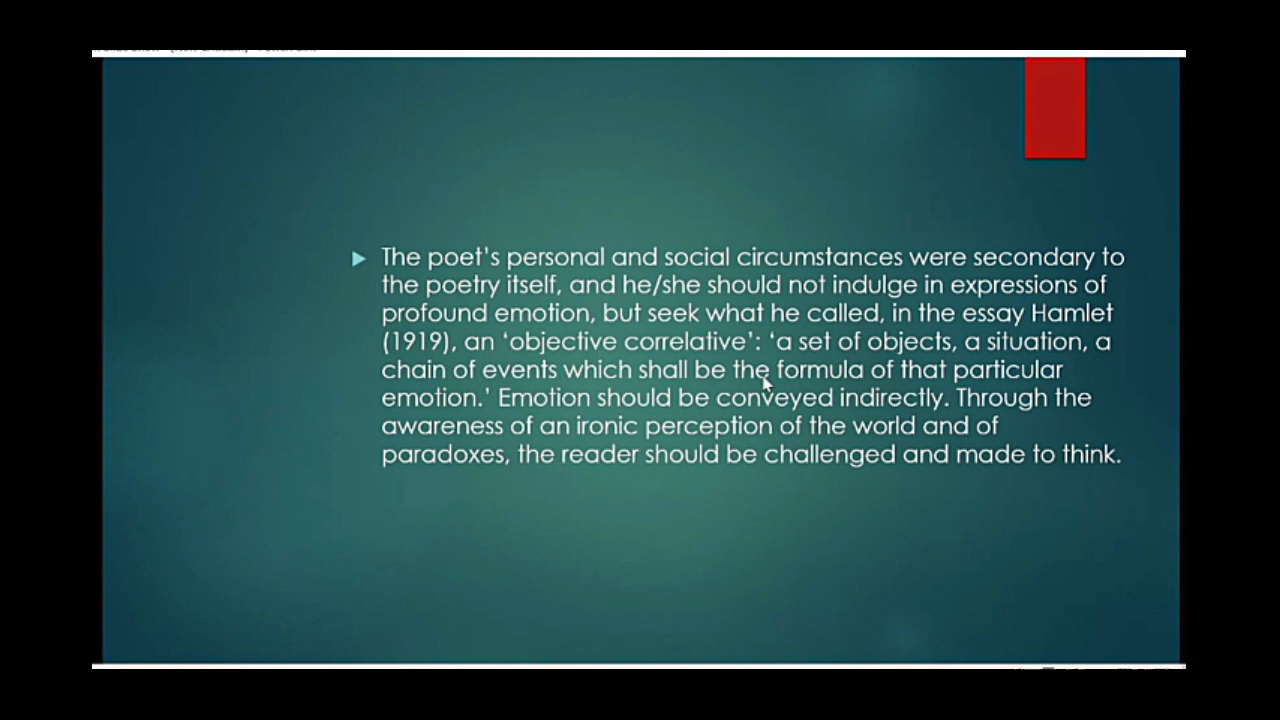 The poet’s personal and social circumstances were secondary to
the poetry itself, and he/she should not indulge in expressions of
profound emotion, but seek what he called, in the essay Hamlet
(1919), an ‘objective correlative’: ‘a set of objects, a situation, a
chain of events which shall be the formula of that particular
emotion.’ Emotion should be conveyed indirectly. Through the
awareness of an ironic perception of the world and of
paradoxes, the reader should be challenged and made to think.